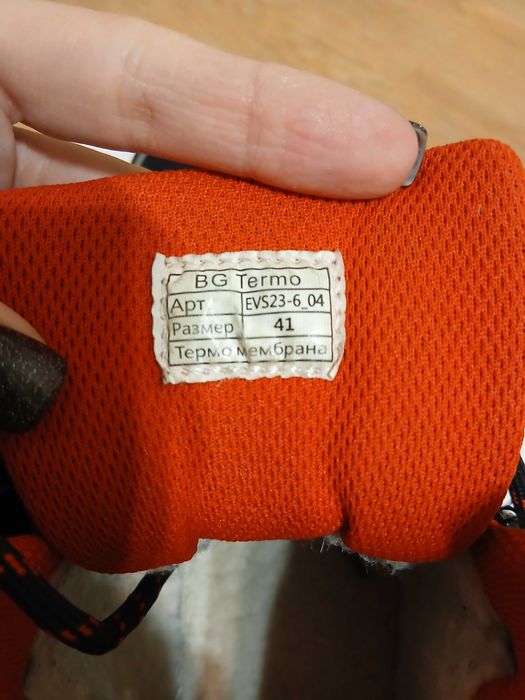 BG Termo
Арт EVS23-6_04
Размер 41
Термо мембрана